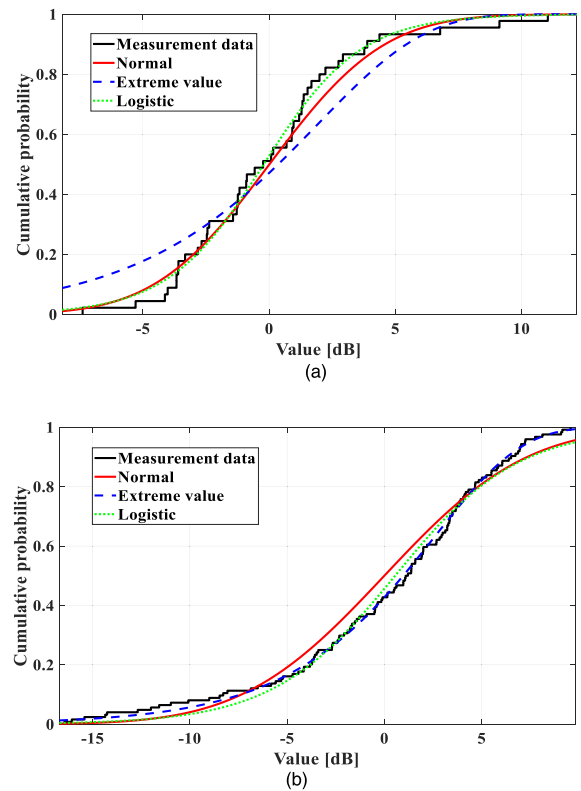 1
0.8
0.6
0.4
0.2
0
Cumulative probability
Measurement data
Normal
Extreme value
Logistic
-5 0 5 10
Value [dB]
(a)
1
0.8
0.6
0.4
0.2
0
Cumulative probability
Measurement data
Normal
Extreme value
Logistic
-15 -10 -5 0 5
Value [dB]
(b)